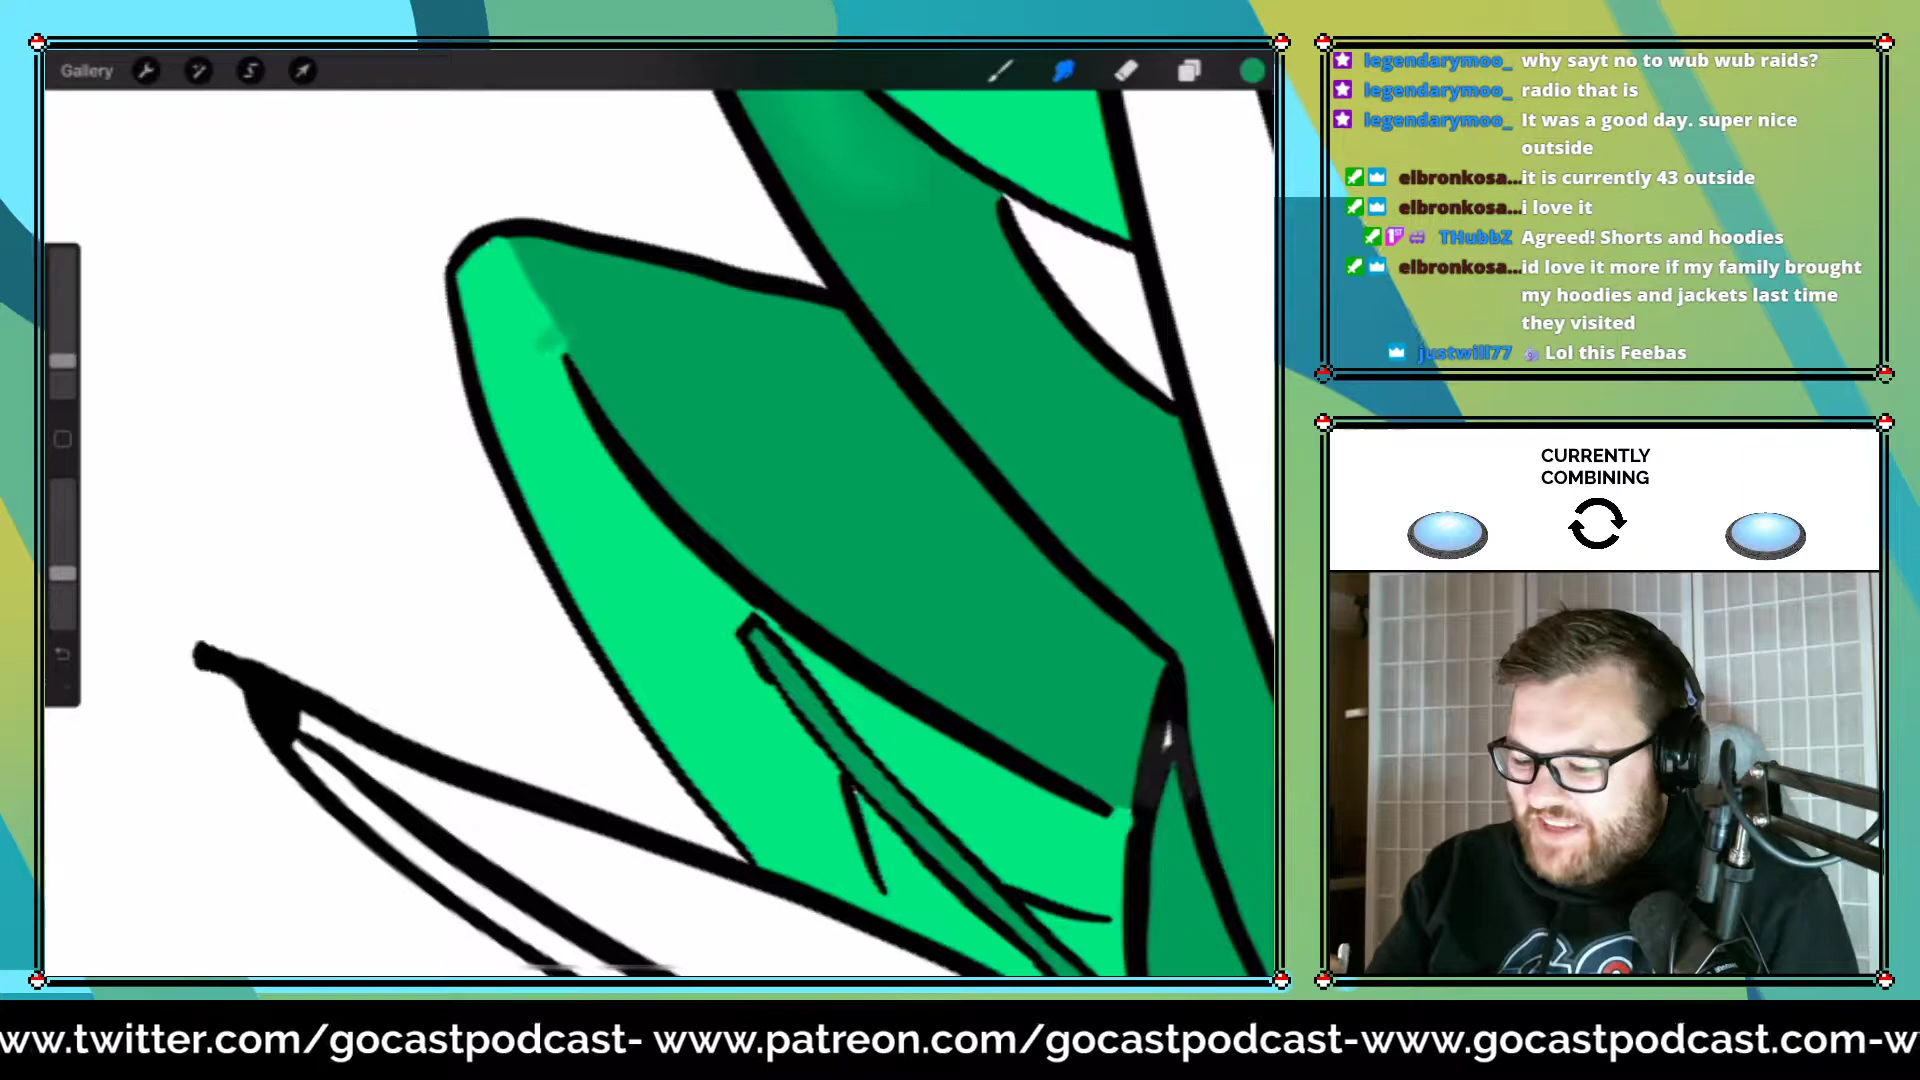 Gallery
legendarymoo_ why sayt no to wub wub raids?
legendarymoo_ radio that is
legendarymoo_ It was a good day. super nice
outside
elbronkosa... it is currently 43 outside
elbronkosa... i love it
THubbZ Agreed! Shorts and hoodies
elbronkosa... id love it more if my family brought
my hoodies and jackets last time
they visited
justwill77 Lol this Feebas
CURRENTLY
COMBINING
ww.twitter.com/gocastpodcast- www.patreon.com/gocastpodcast-www.gocastpodcast.com-w